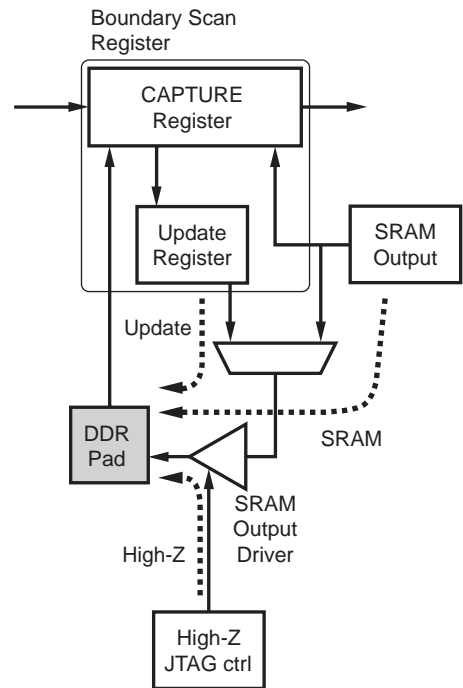 Boundary Scan
Register
CAPTURE
Register
Update
Register
SRAM
Output
Update
SRAM
DDR
Pad
SRAM
Output
Driver
High-Z
High-Z
JTAG ctrl